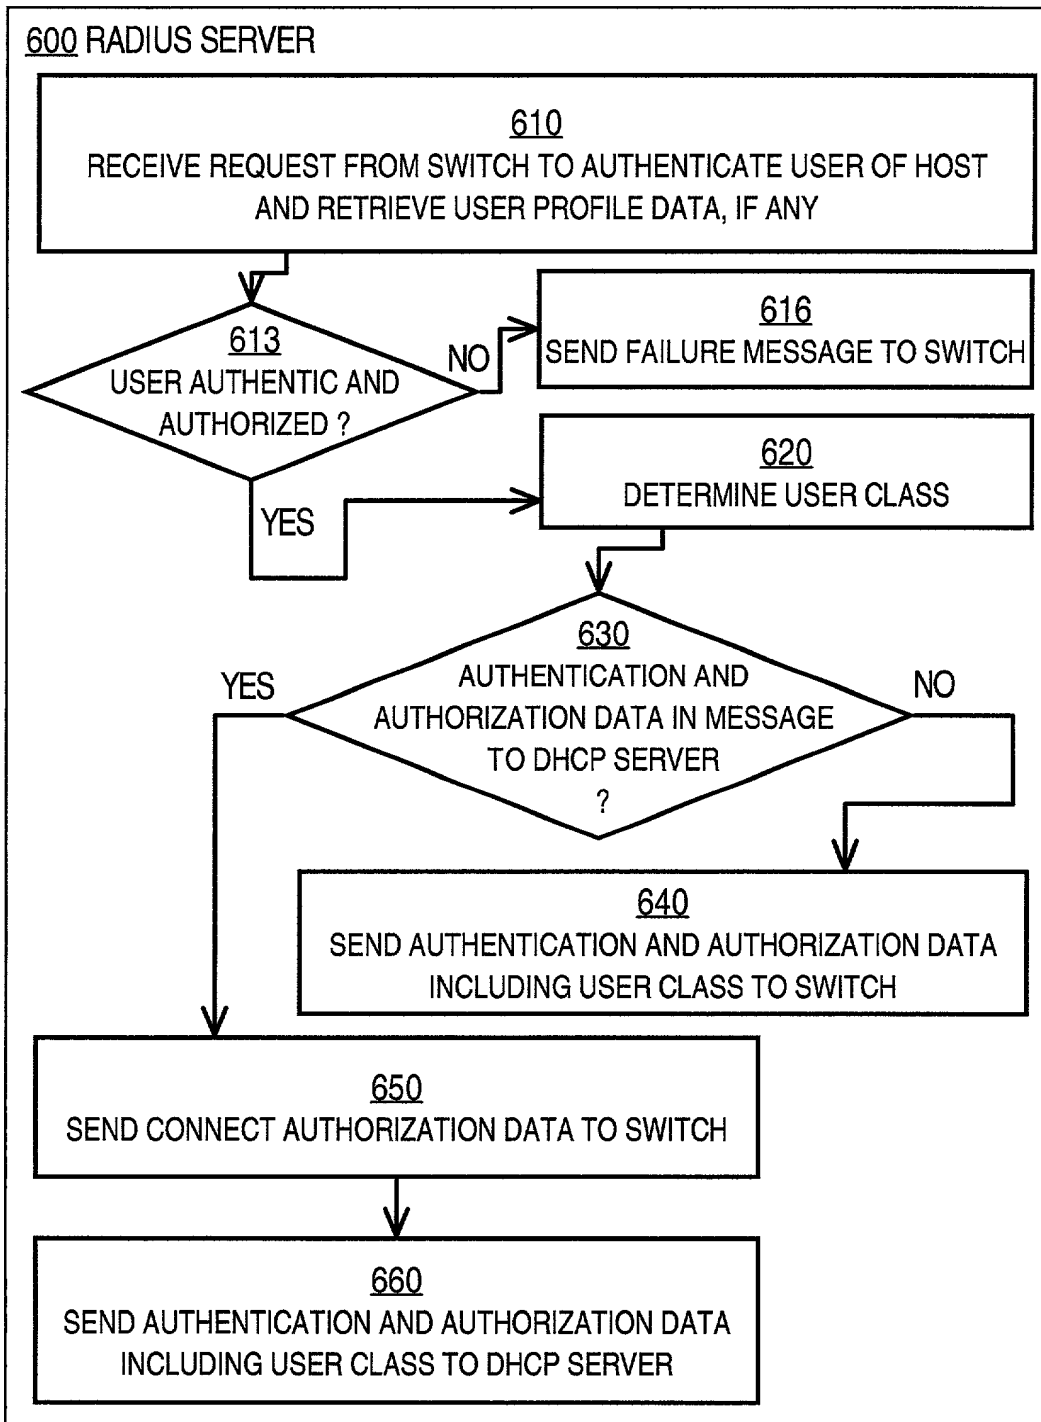 600 RADIUS SERVER
610
RECEIVE REQUEST FROM SWITCH TO AUTHENTICATE USER OF HOST
AND RETRIEVE USER PROFILE DATA, IF ANY
613
USER AUTHENTIC AND
AUTHORIZED ?
NO
616
SEND FAILURE MESSAGE TO SWITCH
YES
620
DETERMINE USER CLASS
630
AUTHENTICATION AND
AUTHORIZATION DATA IN MESSAGE
TO DHCP SERVER
?
YES
NO
640
SEND AUTHENTICATION AND AUTHORIZATION DATA
INCLUDING USER CLASS TO SWITCH
650
SEND CONNECT AUTHORIZATION DATA TO SWITCH
660
SEND AUTHENTICATION AND AUTHORIZATION DATA
INCLUDING USER CLASS TO DHCP SERVER